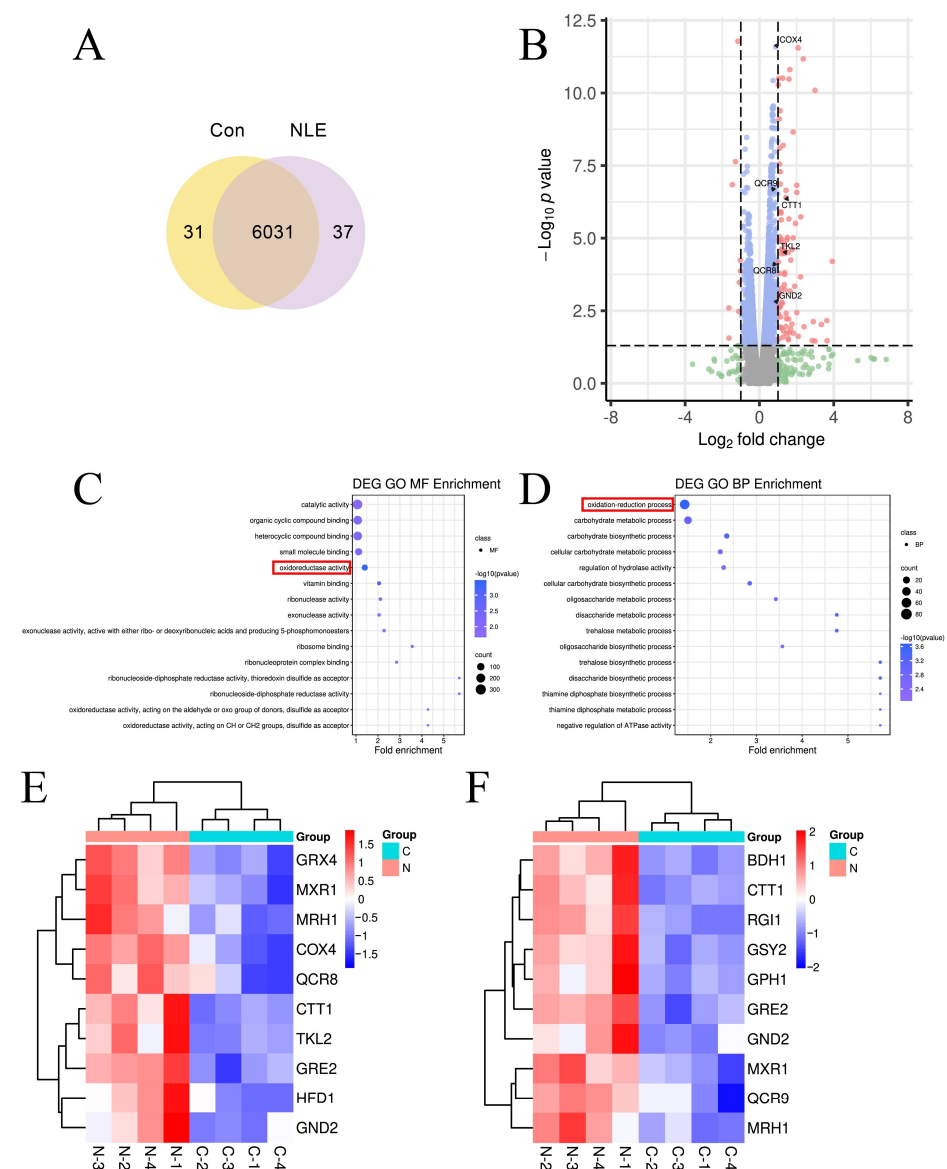 A
Con NLE
31 6031 37
B
12.5
10.0
7.5
5.0
2.5
0.0
−Log10 p value
COX4
QCR9
CTT1
TKL2
QCR8
GND2
-8 -4 0 4 8
Log2 fold change
C
DEG GO MF Enrichment
catalytic activity
organic cyclic compound binding
heterocyclic compound binding
small molecule binding
oxidoreductase activity
vitamin binding
ribonuclease activity
exonuclease activity
exonuclease activity, active with either ribo- or deoxyribonucleic acids and producing 5-phosphomonoesters
ribosome binding
ribonucleoprotein complex binding
ribonucleoside-diphosphate reductase activity, thioredoxin disulfide as acceptor
ribonucleoside-diphosphate reductase activity
oxidoreductase activity, acting on the aldehyde or oxo group of donors, disulfide as acceptor
oxidoreductase activity, acting on CH or CH2 groups, disulfide as acceptor
1 2 3 4 5
Fold enrichment
class
MF
-log10(pvalue)
3.0
2.5
2.0
count
100
200
300
D
DEG GO BP Enrichment
oxidation-reduction process
carbohydrate metabolic process
carbohydrate biosynthetic process
cellular carbohydrate metabolic process
regulation of hydrolase activity
cellular carbohydrate biosynthetic process
oligosaccharide metabolic process
disaccharide metabolic process
trehalose metabolic process
oligosaccharide biosynthetic process
trehalose biosynthetic process
disaccharide biosynthetic process
thiamine diphosphate biosynthetic process
thiamine diphosphate metabolic process
negative regulation of ATPase activity
2 3 4 5
Fold enrichment
class
BP
count
20
40
60
80
-log10(pvalue)
3.6
3.2
2.8
2.4
E
Group
GRX4
MXR1
MRH1
COX4
QCR8
CTT1
TKL2
GRE2
HFD1
GND2
N-3 N-2 N-4 N-1 C-2 C-3 C-1 C-4
1.5
1
0.5
0
−0.5
−1
−1.5
Group
C
N
F
Group
BDH1
CTT1
RGI1
GSY2
GPH1
GRE2
GND2
MXR1
QCR9
MRH1
N-2 N-3 N-4 N-1 C-2 C-3 C-1 C-4
2
1
0
−1
−2
Group
C
N